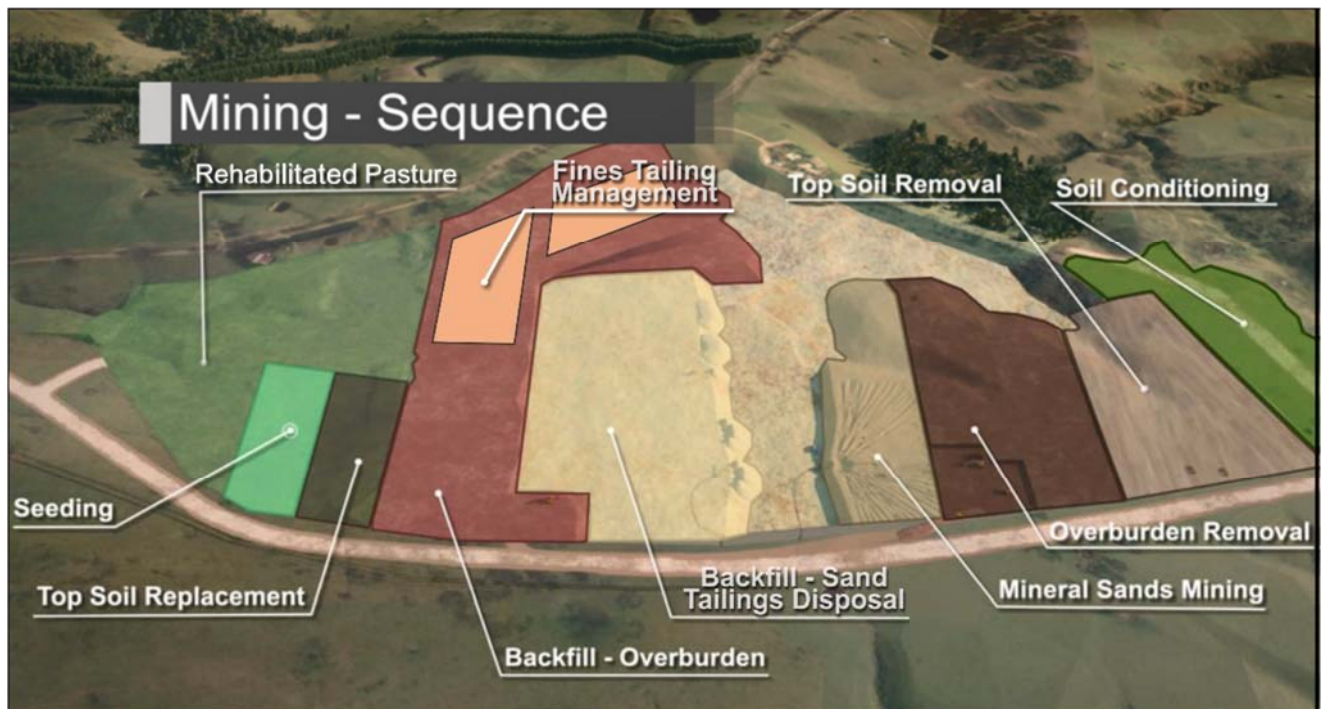 Mining - Sequence
Rehabilitated Pasture
Fines Tailing
Management
Top Soil Removal
Soil Conditioning
Seeding
Overburden Removal
Top Soil Replacement
Backfill - Sand
Tailings Disposal
Mineral Sands Mining
Backfill - Overburden